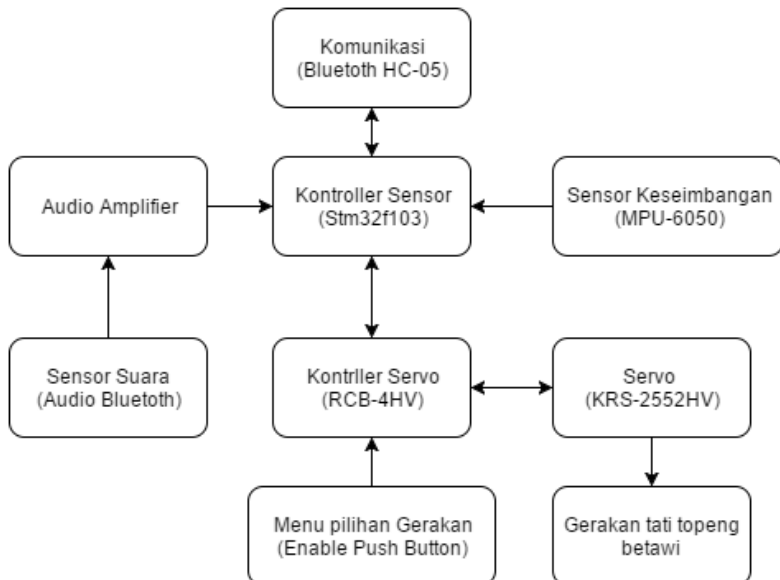 Komunikasi
(Bluetoth HC-05)
Audio Amplifier
Kontroller Sensor
(Stm32f103)
Sensor Keseimbangan
(MPU-6050)
Sensor Suara
(Audio Bluetoth)
Kontrller Servo
(RCB-4HV)
Servo
(KRS-2552HV)
Menu pilihan Gerakan
(Enable Push Button)
Gerakan tati topeng
betawi